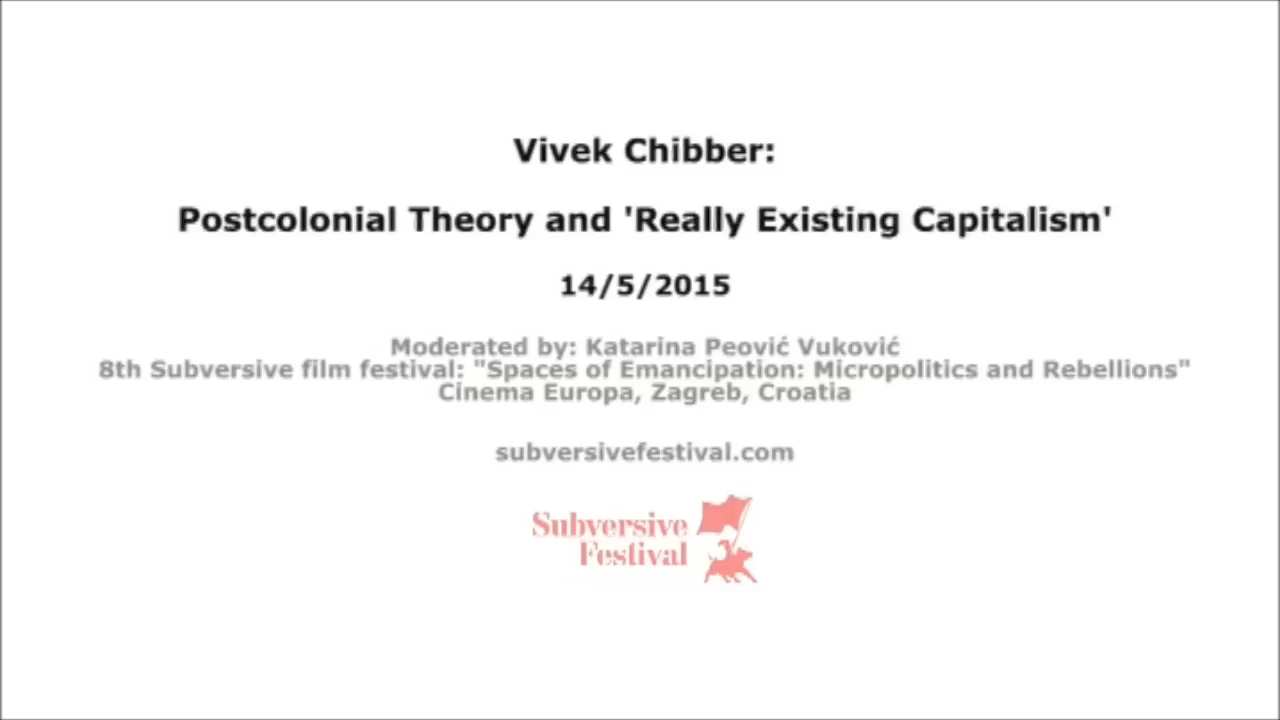 Vivek Chibber:
Postcolonial Theory and 'Really Existing Capitalism'
14/5/2015
Moderated by: Katarina Peović Vuković
8th Subversive film festival: "Spaces of Emancipation: Micropolitics and Rebellions"
Cinema Europa, Zagreb, Croatia
subversivefestival.com
Subversive
Festival